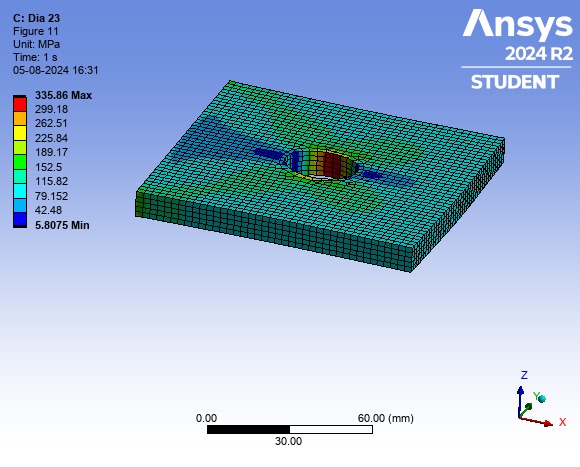 C: Dia 23
Figure 11
Unit: MPa
Time: 1 s
05-08-2024 16:31
335.86 Max
299.18
262.51
225.84
189.17
152.5
115.82
79.152
42.48
5.8075 Min
Ansys
2024 R2
STUDENT
0.00
60.00 (mm)
30.00
Z
Y
X